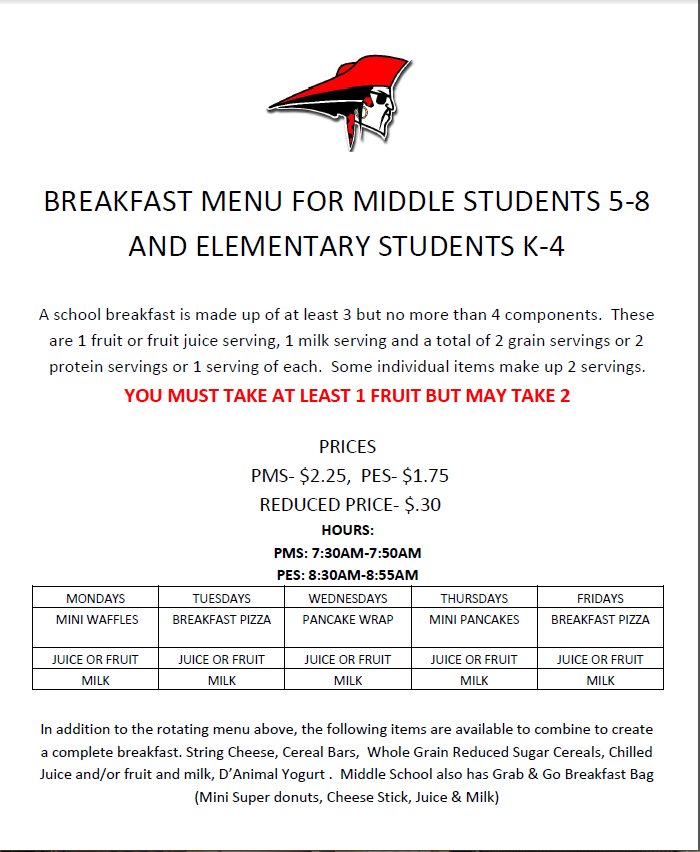 BREAKFAST MENU FOR MIDDLE STUDENTS 5-8
AND ELEMENTARY STUDENTS K-4
A school breakfast is made up of at least 3 but no more than 4 components. These
are 1 fruit or fruit juice serving, 1 milk serving and a total of 2 grain servings or 2
protein servings or 1 serving of each. Some individual items make up 2 servings.
YOU MUST TAKE AT LEAST 1 FRUIT BUT MAY TAKE 2
PRICES
PMS- $2.25, PES- $1.75
REDUCED PRICE- $.30
HOURS:
PMS: 7:30AM-7:50AM
PES: 8:30AM-8:55AM
MONDAYS TUESDAYS WEDNESDAYS THURSDAYS FRIDAYS
MINI WAFFLES BREAKFAST PIZZA PANCAKE WRAP MINI PANCAKES BREAKFAST PIZZA
JUICE OR FRUIT JUICE OR FRUIT JUICE OR FRUIT JUICE OR FRUIT JUICE OR FRUIT
MILK MILK MILK MILK MILK
In addition to the rotating menu above, the following items are available to combine to create
a complete breakfast. String Cheese, Cereal Bars, Whole Grain Reduced Sugar Cereals, Chilled
Juice and/or fruit and milk, D'Animal Yogurt . Middle School also has Grab & Go Breakfast Bag
(Mini Super donuts, Cheese Stick, Juice & Milk)